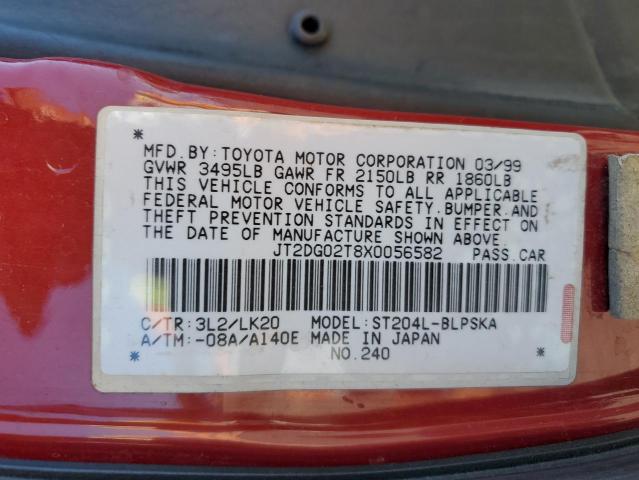 * *
MFD.BY:TOYOTA MOTOR CORPORATION 03/99
GVWR 3495LB GAWR FR 2150LB RR 1860LB
THIS VEHICLE CONFORMS TO ALL APPLICABLE
FEDERAL MOTOR VEHICLE SAFETY,BUMPER,AND
THEFT PREVENTION STANDARDS IN EFFECT ON
THE DATE OF MANUFACTURE SHOWN ABOVE.
JT2DG02T8X0056582 PASS.CAR
C/TR:3L2/LK20 MODEL:ST204L-BLPSKA
A/TM:-08A/A140E MADE IN JAPAN
* NO.240 *